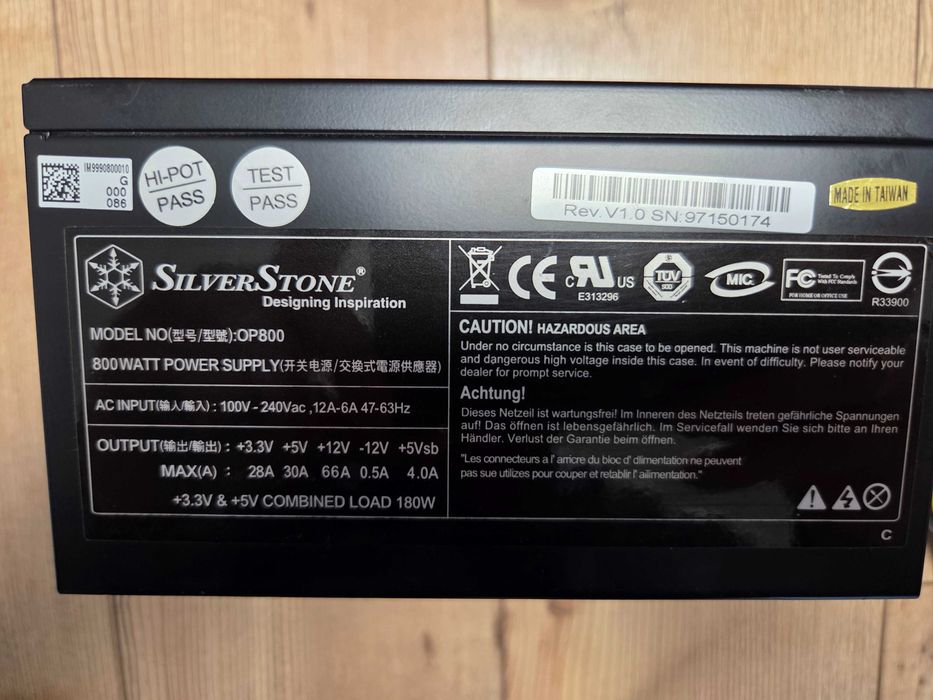 IM9990800010
G
000
086
HI-POT
PASS
TEST
PASS
Rev.V1.0 SN:97150174
MADE IN TAIWAN
SILVERSTONE®
Designing Inspiration
MODEL NO(型号/型號):OP800
800WATT POWER SUPPLY(开关电源/交換式電源供應器)
AC INPUT(输人/輸入) : 100V - 240Vac ,12A-6A 47-63Hz
OUTPUT(输出/輸出) : +3.3V +5V +12V -12V +5Vsb
MAX(A) : 28A 30A 66A 0.5A 4.0A
+3.3V & +5V COMBINED LOAD 180W
CE
c RU US
E313296
TÜV
SÜD
MIC
FC Tested To Comply
With FCC Standards
FOR HOME OR OFFICE USE
R33900
CAUTION! HAZARDOUS AREA
Under no circumstance is this case to be opened. This machine is not user serviceable
and dangerous high voltage inside this case. In event of difficulty. Please notify your
dealer for prompt service.
Achtung!
Dieses Netzeil ist wartungsfrei! Im Inneren des Netzteils treten gefährliche Spannungen
auf! Das öffnen ist lebensgefährlich. Im Servicefall wenden Sie sich bitte an Ihren
Händler. Verlust der Garantie beim öffnen.
"Les connecteurs a l' arricre du bloc d' dlimentation ne peuvent
pas sue utilizes pour couper et retablir l' ailimentation."
C